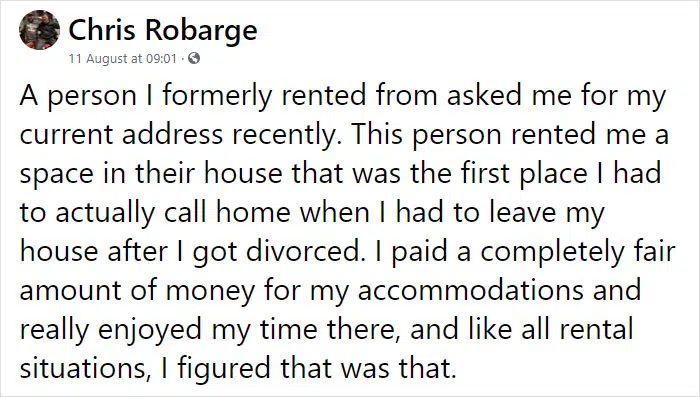 Chris Robarge
11 August at 09:01 ·
A person I formerly rented from asked me for my
current address recently. This person rented me a
space in their house that was the first place I had
to actually call home when I had to leave my
house after I got divorced. I paid a completely fair
amount of money for my accommodations and
really enjoyed my time there, and like all rental
situations, I figured that was that.